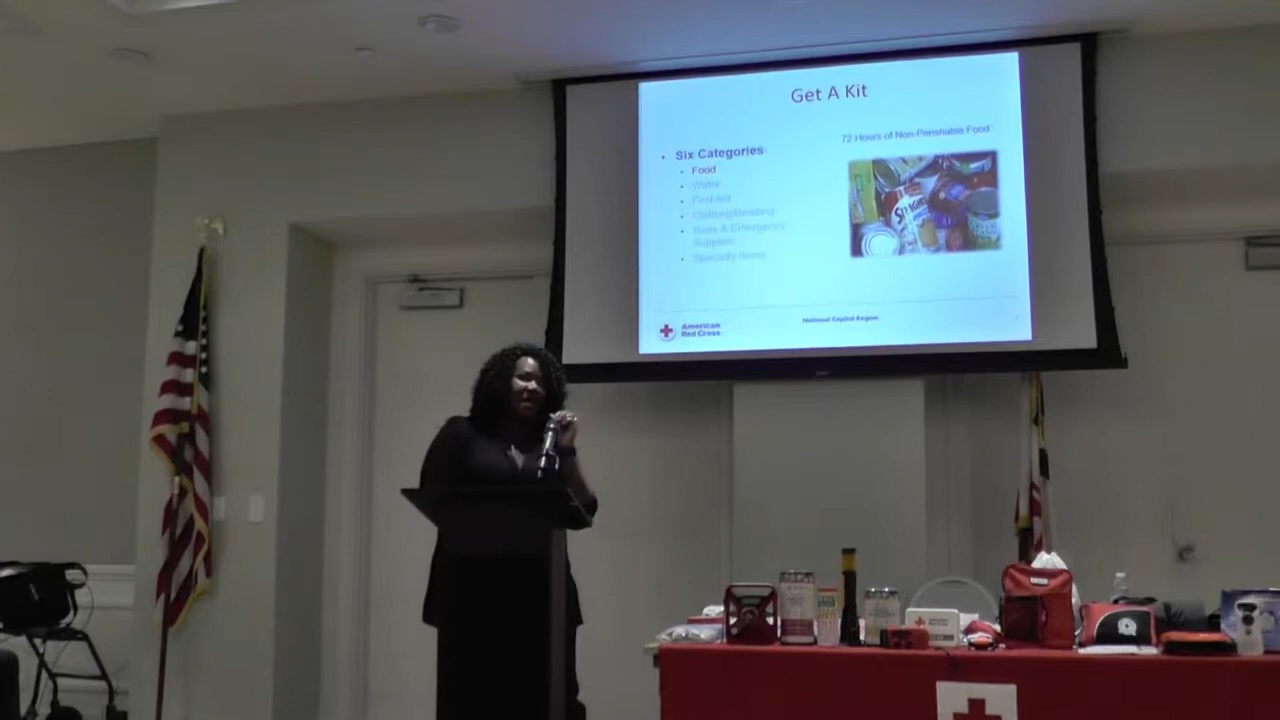 Get A Kit
72 Hours of Non-Perishable Food
• Six Categories
• Food
• Water
• First Aid
• Clothing/Bedding
• Tools & Emergency
Supplies
• Specialty Items
American
Red Cross
National Capital Region